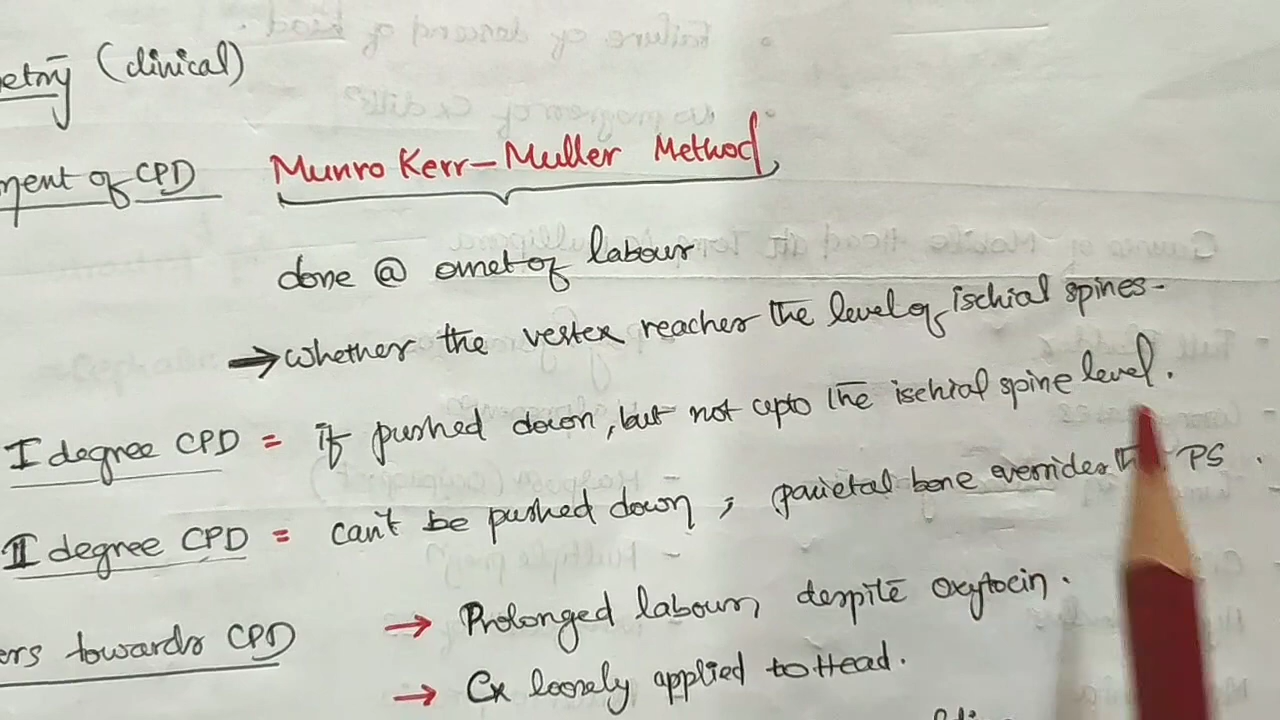 etry (clinical)
ment of CPD Munro Kerr-Muller Method
done @ onset of labour
→ whether the vertex reaches the level of ischial spines-
I degree CPD = if pushed down, but not upto the ischial spine level.
II degree CPD = can't be pushed down; parietal bone overrides PS.
ers towards CPD → Prolonged labour, despite oxytocin.
→ Cx loosely applied to Head.